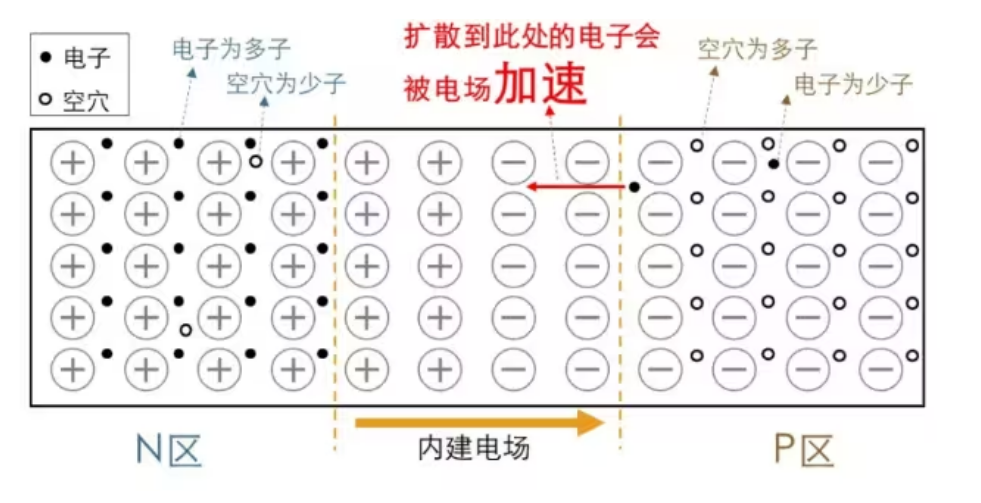 电子
空穴
电子为多子
空穴为少子
扩散到此处的电子会
被电场加速
空穴为多子
电子为少子
N区
内建电场
P区